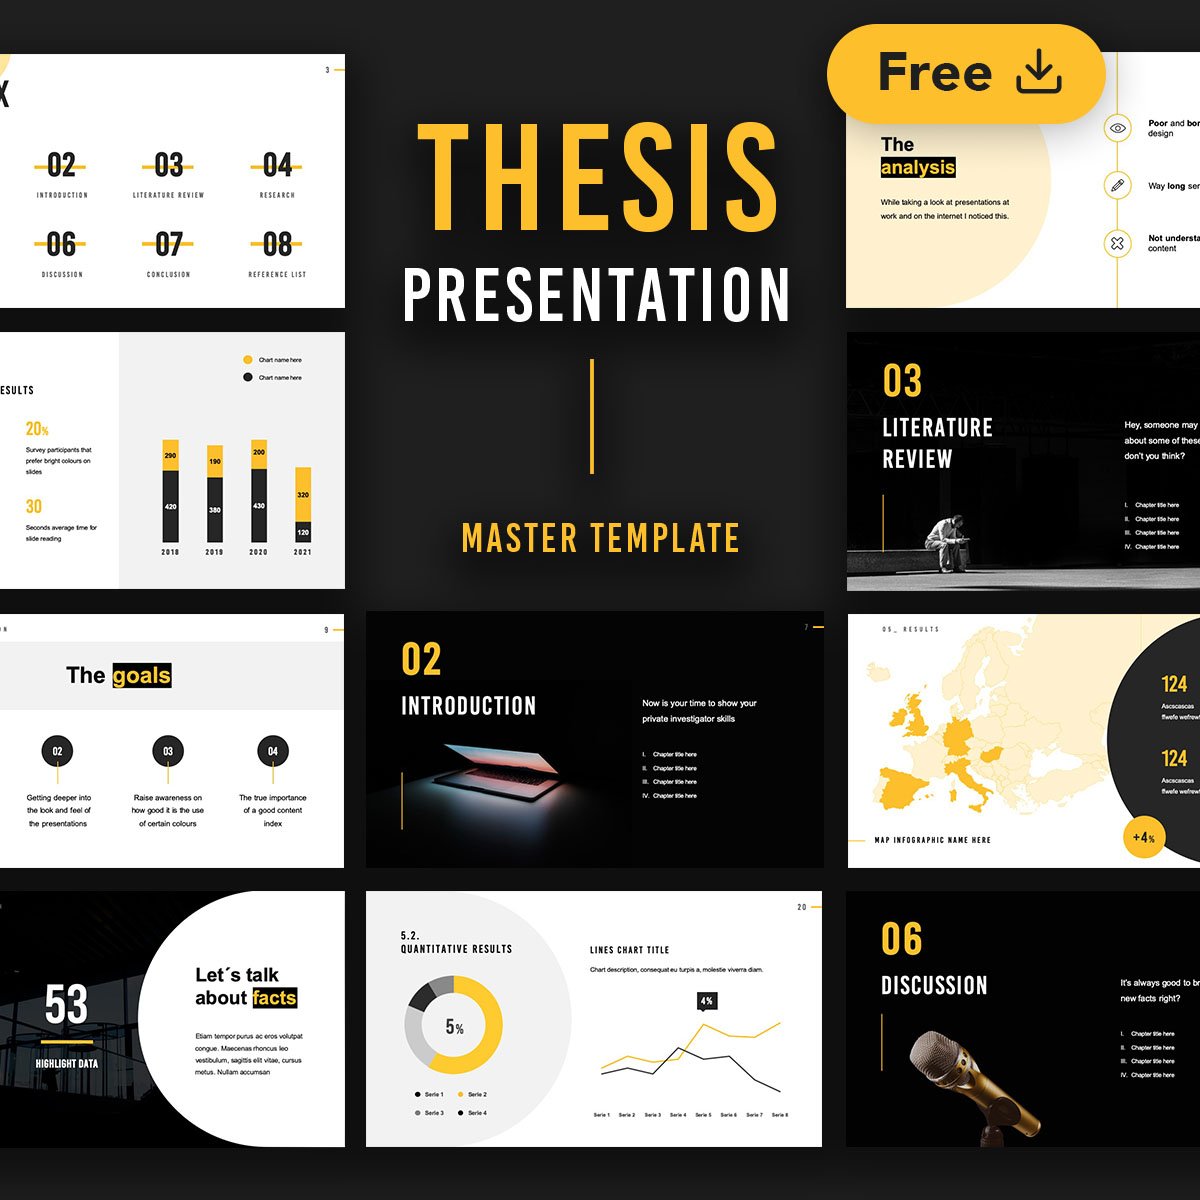 Free
THESIS
PRESENTATION
MASTER TEMPLATE
X
3
02
03
04
INTRODUCTION
LITERATURE REVIEW
RESEARCH
06
07
08
DISCUSSION
CONCLUSION
REFERENCE LIST
The
analysis
While taking a look at presentations at
work and on the internet I noticed this.
Poor and bor
design
Way long ser
Not understa
content
ESULTS
20%
Survey participants that
prefer bright colours on
slides
30
Seconds average time for
slide reading
Chart name here
Chart name here
290
190
200
320
420
380
430
120
2018
2019
2020
2021
03
LITERATURE
REVIEW
Hey, someone may
about some of these
don't you think?
I. Chapter title here
II. Chapter title here
III. Chapter title here
IV. Chapter title here
ON
9
The goals
02
03
04
Getting deeper into
the look and feel of
the presentations
Raise awareness on
how good it is the use
of certain colours
The true importance
of a good content
index
7
02
INTRODUCTION
Now is your time to show your
private investigator skills
I. Chapter title here
II. Chapter title here
III. Chapter title here
IV. Chapter title here
05_ RESULTS
124
Ascscascas
ffwefe wefrewf
124
Ascscascas
ffwefe wefrewf
+4%
MAP INFOGRAPHIC NAME HERE
53
HIGHLIGHT DATA
Let´s talk
about facts
Etiam tempor purus ac eros volutpat
congue. Maecenas rhoncus leo
vestibulum, sagittis elit vitae, cursus
metus. Nullam accumsan
20
5.2.
QUANTITATIVE RESULTS
5%
Serie 1
Serie 2
Serie 3
Serie 4
LINES CHART TITLE
Chart description, consequat eu turpis a, molestie viverra diam.
4%
Serie 1 Serie 2 Serie 3 Serie 4 Serie 5 Serie 6 Serie 7 Serie 8
06
DISCUSSION
It's always good to br
new facts right?
I. Chapter title here
II. Chapter title here
III. Chapter title here
IV. Chapter title here